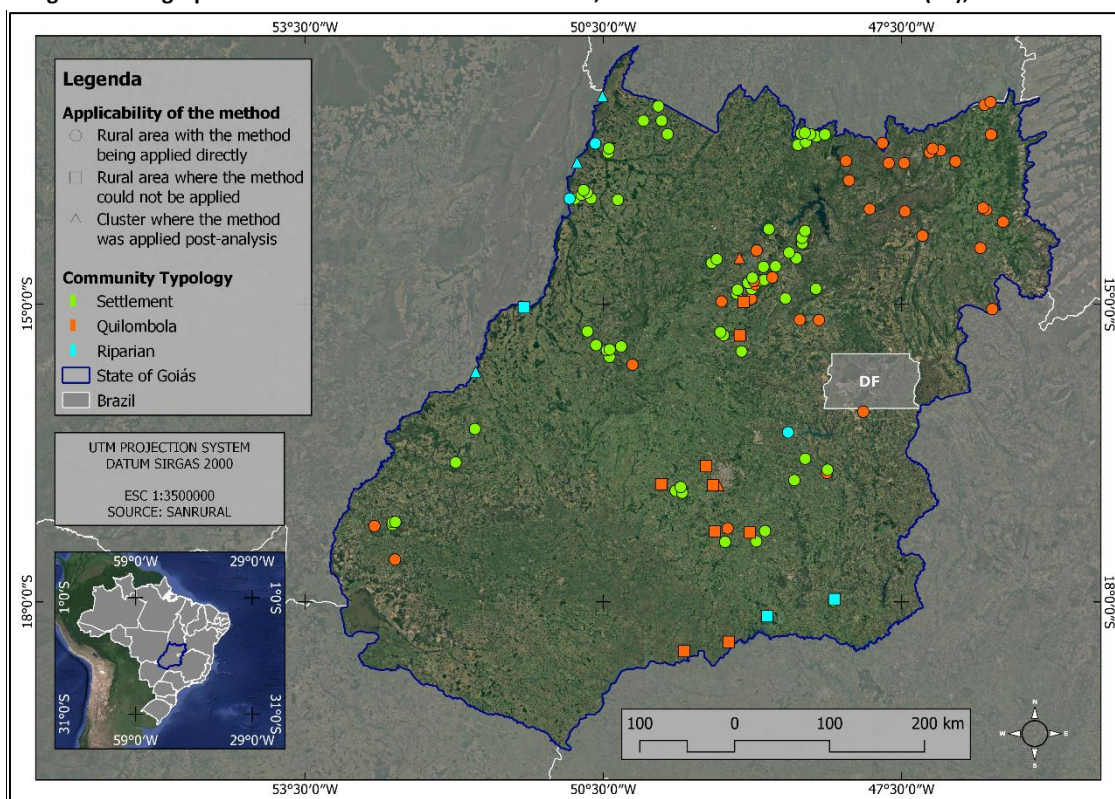 53°30'0"W 50°30'0"W 47°30'0"W
Legenda
Applicability of the method
Rural area with the method
being applied directly
Rural area where the method
could not be applied
Cluster where the method
was applied post-analysis
Community Typology
Settlement
Quilombola
Riparian
State of Goiás
Brazil
15°0'0"S 15°0'0"S
DF
UTM PROJECTION SYSTEM
DATUM SIRGAS 2000
ESC 1:3500000
SOURCE: SANRURAL
59°0'W 29°0'W
1°0'S 1°0'S
18°0'0"S 18°0'0"S
31°0'S 31°0'S
59°0'W 29°0'W
100 0 100 200 km
N
W E
S
53°30'0"W 50°30'0"W 47°30'0"W